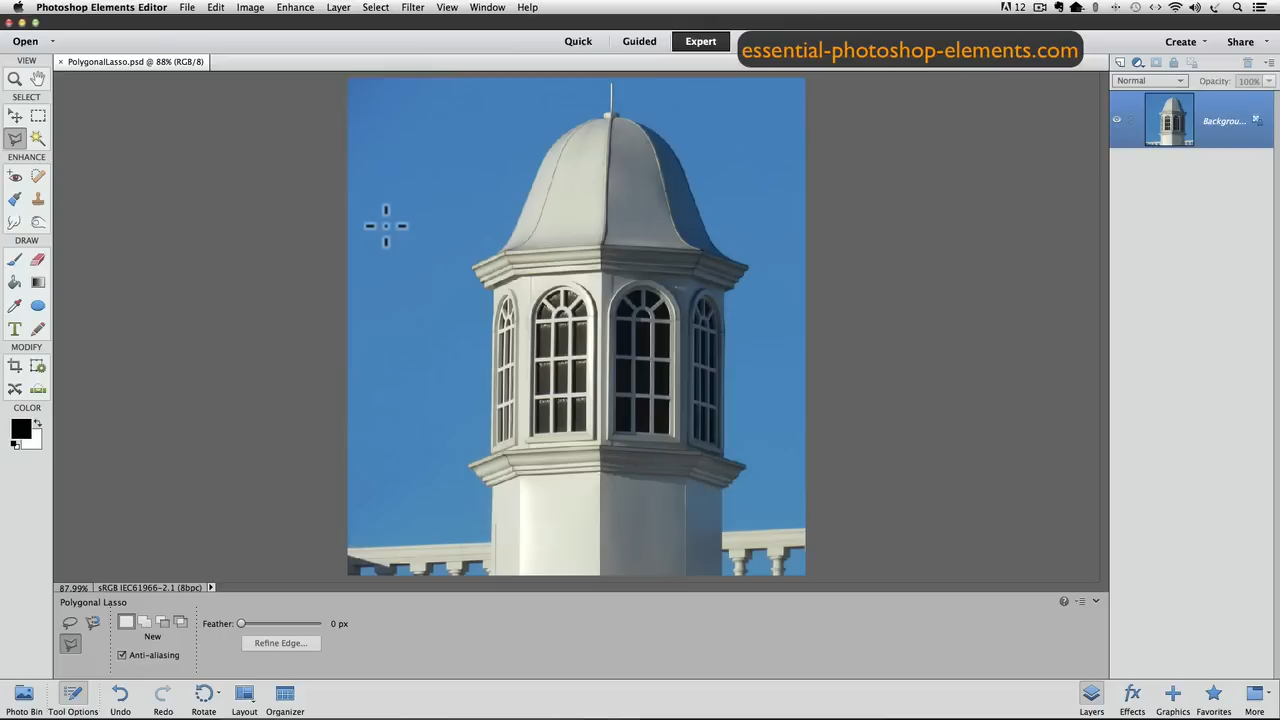 Photoshop Elements Editor File Edit Image Enhance Layer Select Filter View Window Help 12
Open Quick Guided Expert essential-photoshop-elements.com Create Share
VIEW × PolygonalLasso.psd @ 88% (RGB/8)
Normal Opacity: 100%
SELECT
Backgrou...
ENHANCE
DRAW
T
MODIFY
COLOR
87.99% sRGB IEC61966-2.1 (8bpc)
Polygonal Lasso
Feather: 0 px
New
Refine Edge...
Anti-aliasing
Photo Bin Tool Options Undo Redo Rotate Layout Organizer Layers Effects Graphics Favorites More